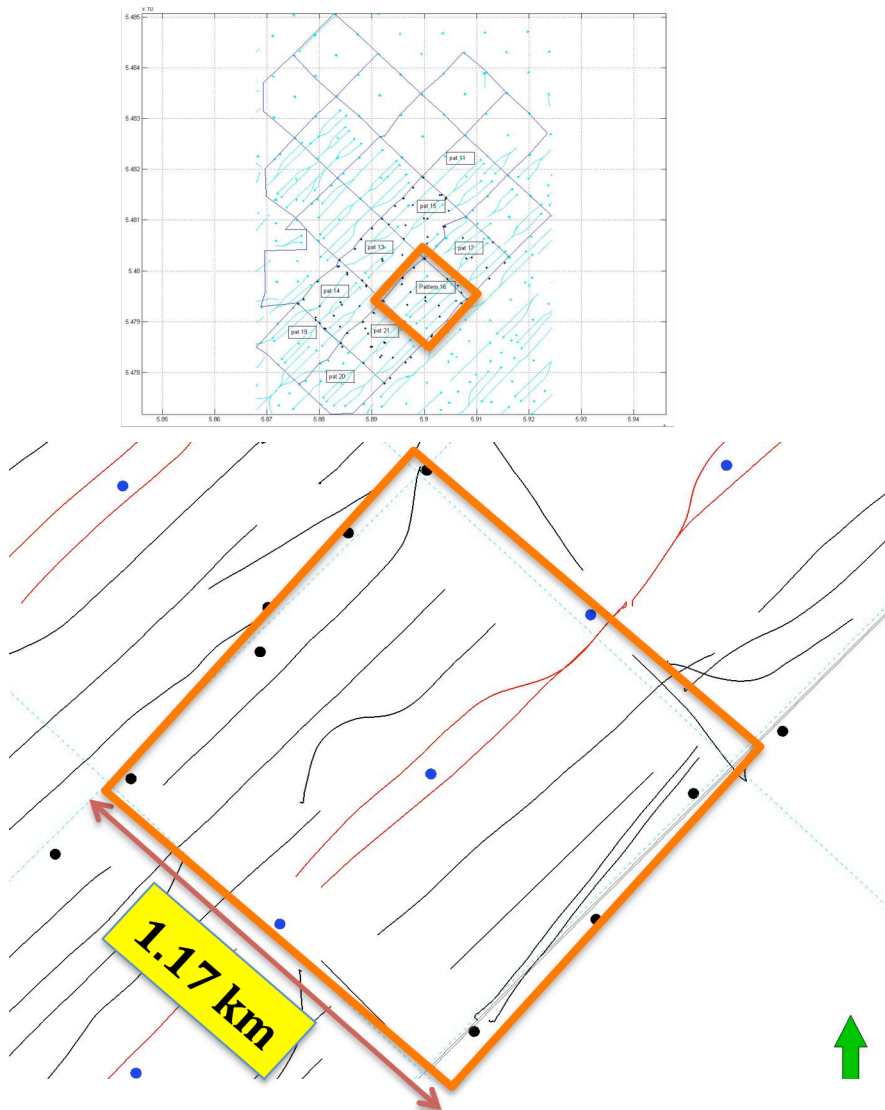 x 10
5.485
5.484
5.483
5.482
5.481
5.48
5.479
5.478
pat 15
pat 17
pat 13
Pattern 16
pat 14
pat 19
pat 21
pat 20
5.85 5.86 5.87 5.88 5.89 5.9 5.91 5.92 5.93 5.94
1.17 km